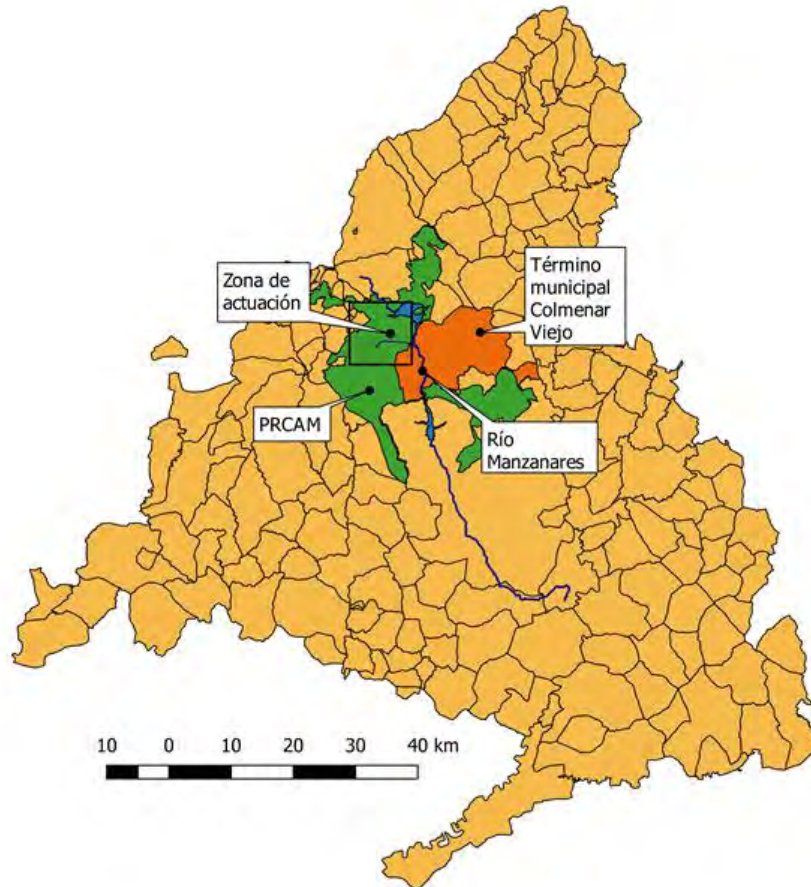 Zona de
actuación
Término
municipal
Colmenar
Viejo
PRCAM
Río
Manzanares
10 0 10 20 30 40 km